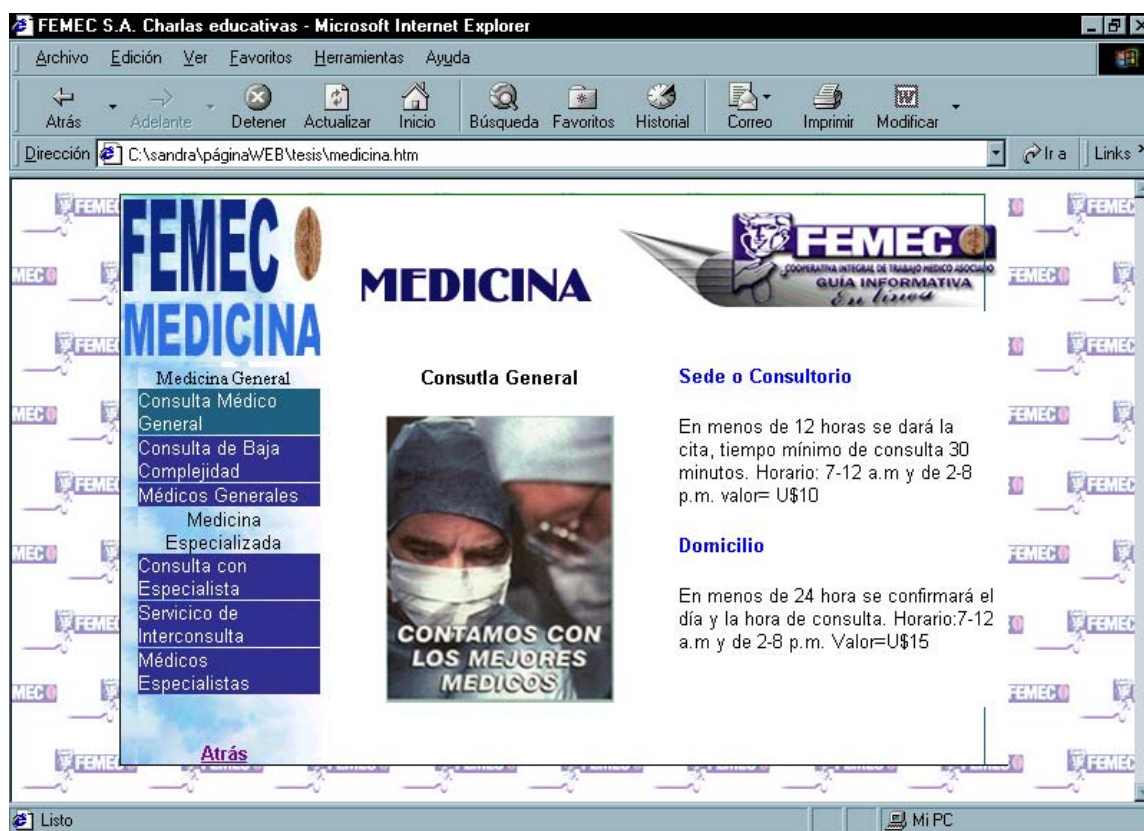 FEMEC S.A. Charlas educativas - Microsoft Internet Explorer
Archivo Edición Ver Favoritos Herramientas Ayuda
Atrás Adelante Detener Actualizar Inicio Búsqueda Favoritos Historial Correo Imprimir Modificar
Dirección C:\sandra\páginaWEB\tesis\medicina.htm Ir a Links
FEMEC
MEDICINA
MEDICINA
FEMEC
COOPERATIVA INTEGRAL DE TRABAJO MEDICO ASOCIADO
GUÍA INFORMATIVA
En línea
Medicina General
Consulta Médico
General
Consulta de Baja
Complejidad
Médicos Generales
Medicina
Especializada
Consulta con
Especialista
Servicico de
Interconsulta
Médicos
Especialistas
Atrás
Consutla General
CONTAMOS CON
LOS MEJORES
MEDICOS
Sede o Consultorio
En menos de 12 horas se dará la
cita, tiempo mínimo de consulta 30
minutos. Horario: 7-12 a.m y de 2-8
p.m. valor= U$10
Domicilio
En menos de 24 hora se confirmará el
día y la hora de consulta. Horario:7-12
a.m y de 2-8 p.m. Valor=U$15
Listo Mi PC